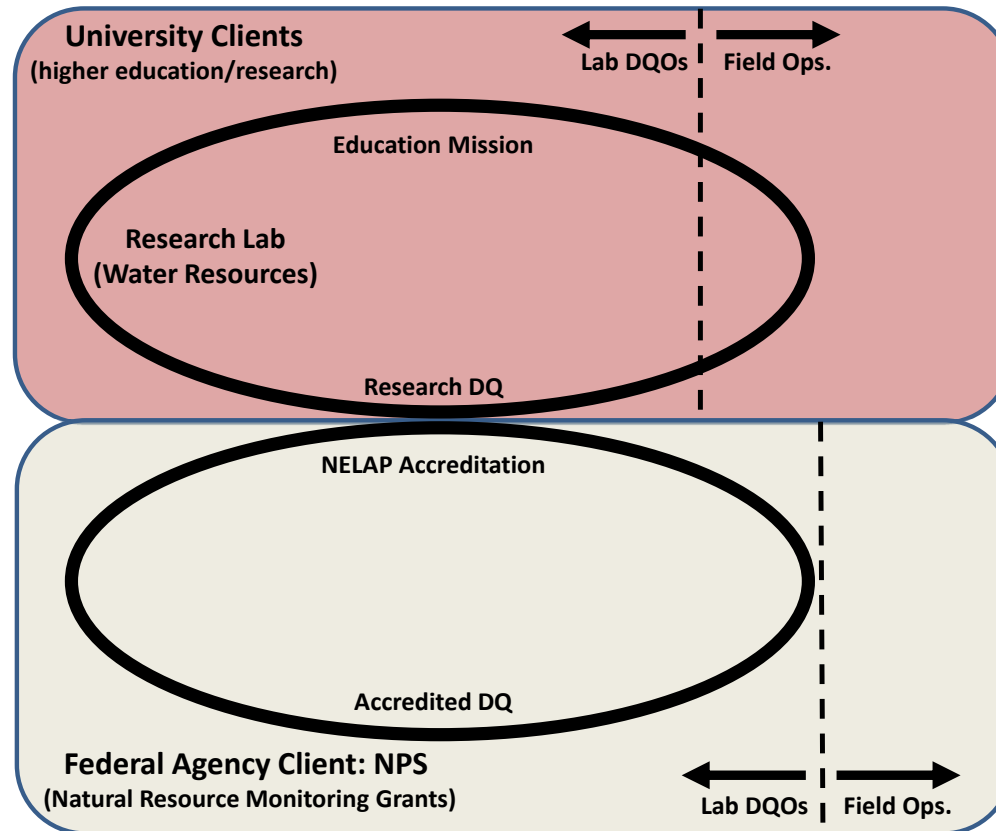 University Clients
(higher education/research)
Lab DQOs
Field Ops.
Education Mission
Research Lab
(Water Resources)
Research DQ
NELAP Accreditation
Accredited DQ
Federal Agency Client: NPS
(Natural Resource Monitoring Grants)
Lab DQOs
Field Ops.